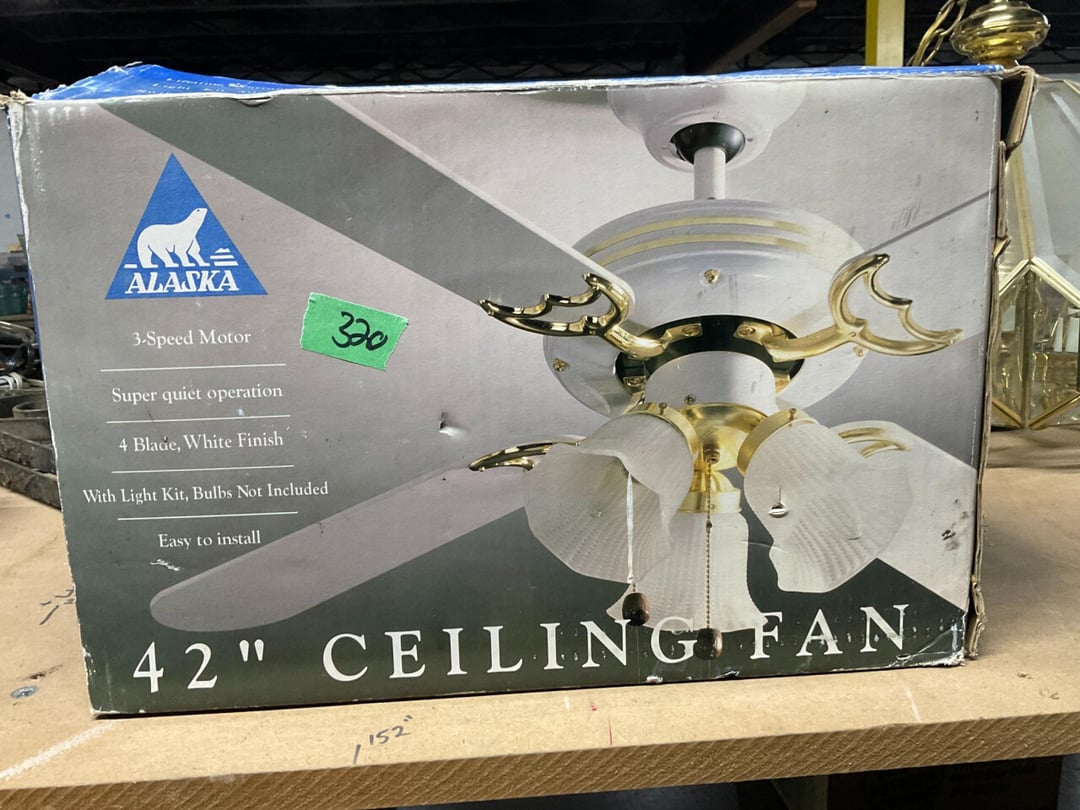 ALASKA
3-Speed Motor
320
Super quiet operation
4 Blade, White Finish
With Light Kit, Bulbs Not Included
Easy to install
42" CEILING FAN
152"